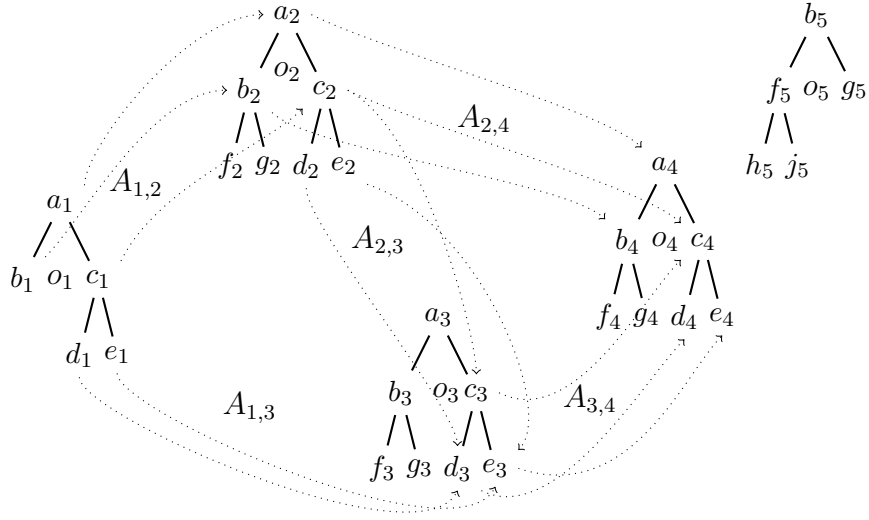 a₂
o₂
b₂ c₂
f₂ g₂ d₂ e₂
A₁,₂
a₁
b₁ o₁ c₁
d₁ e₁
A₁,₃
A₂,₃
a₃
b₃ o₃ c₃
f₃ g₃ d₃ e₃
A₂,₄
a₄
b₄ o₄ c₄
f₄ g₄ d₄ e₄
A₃,₄
b₅
f₅ o₅ g₅
h₅ j₅